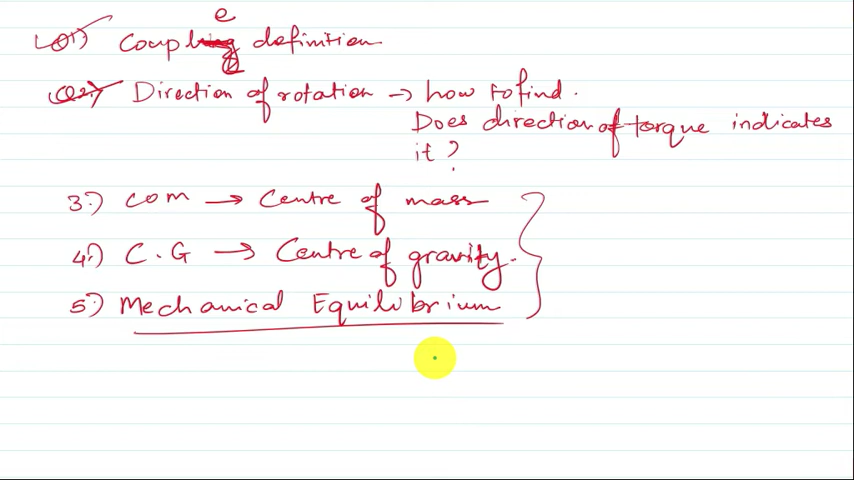 Q1) Couple definition
Q2) Direction of rotation → how to find.
Does direction of torque indicates
it?
3:) COM → Centre of mass
4:) C.G → Centre of gravity.
5:) Mechanical Equilibrium